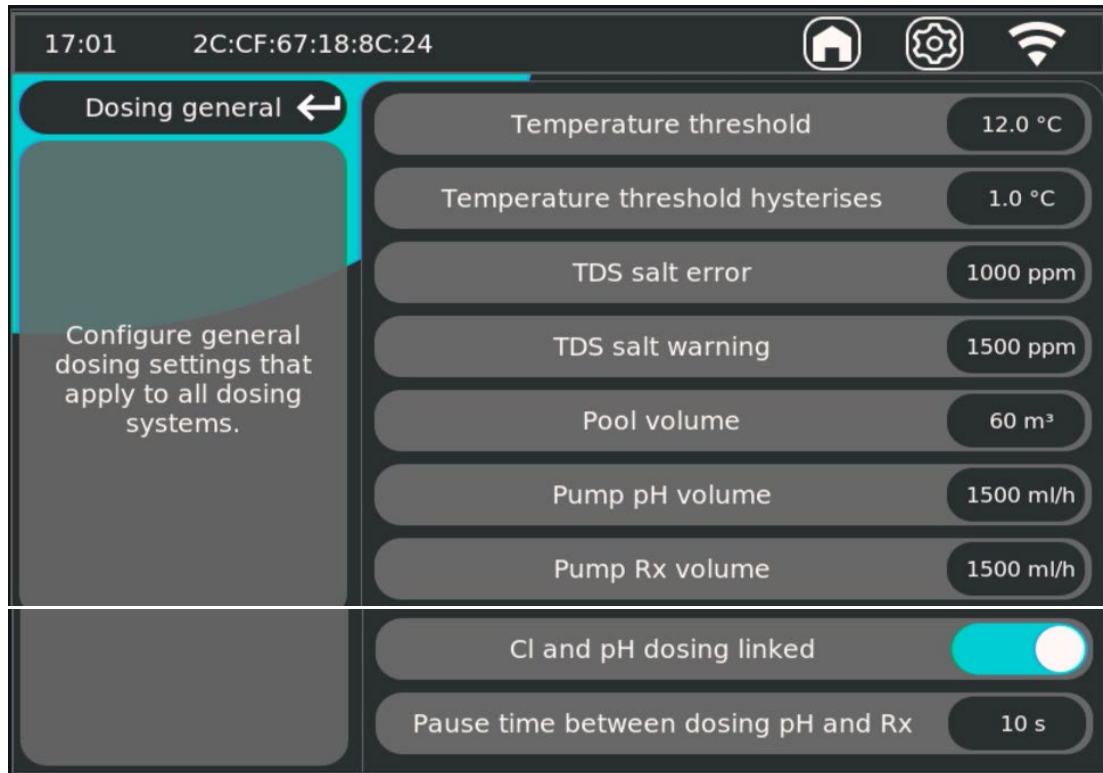 17:01 2C:CF:67:18:8C:24
Dosing general
Configure general
dosing settings that
apply to all dosing
systems.
Temperature threshold 12.0 °C
Temperature threshold hysterises 1.0 °C
TDS salt error 1000 ppm
TDS salt warning 1500 ppm
Pool volume 60 m³
Pump pH volume 1500 ml/h
Pump Rx volume 1500 ml/h
Cl and pH dosing linked
Pause time between dosing pH and Rx 10 s